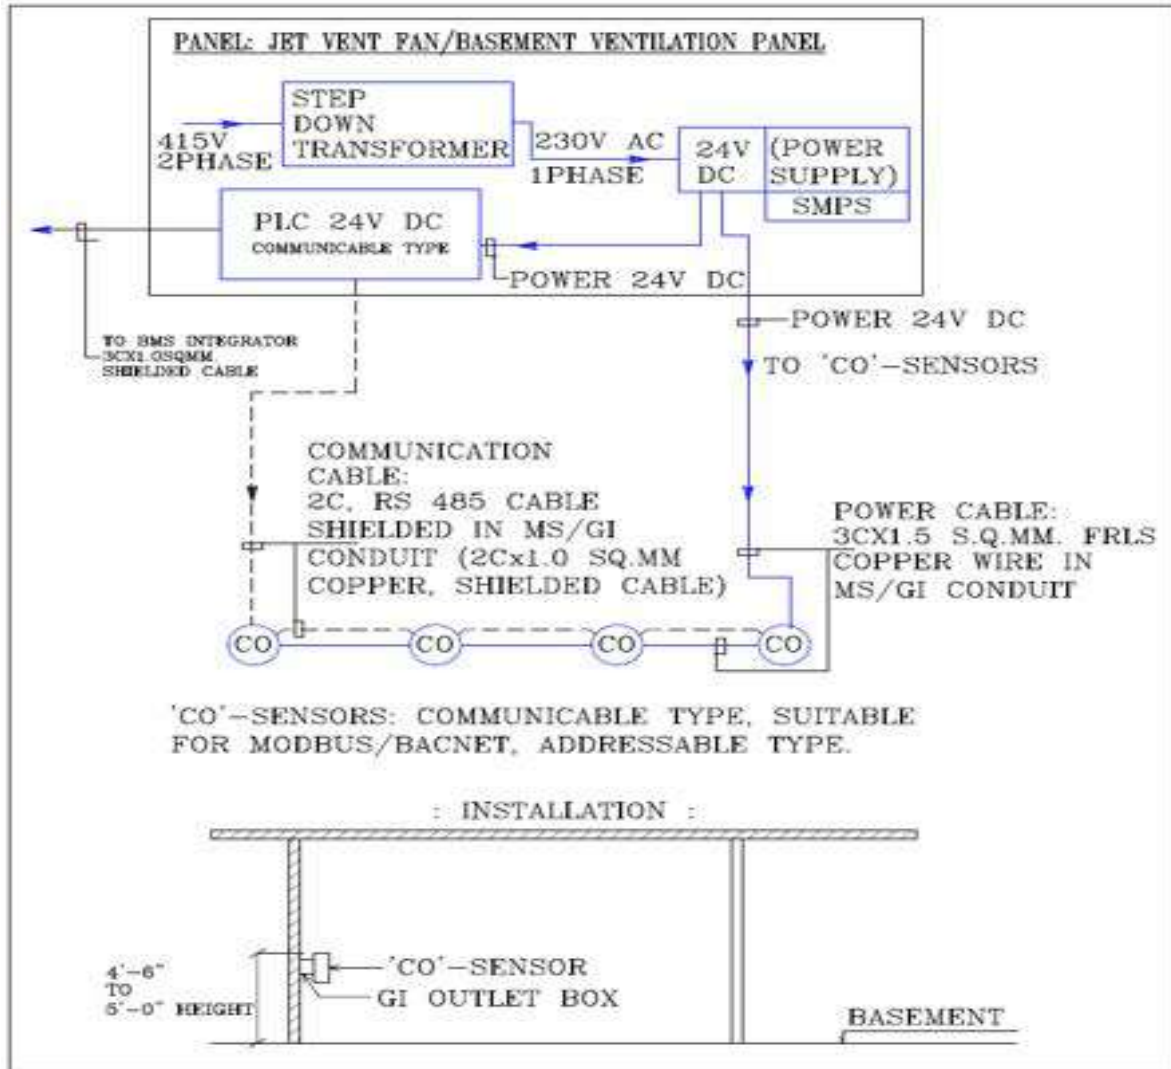 PANEL: JET VENT FAN/BASEMENT VENTILATION PANEL
STEP
DOWN
TRANSFORMER
415V
2PHASE
230V AC
1PHASE
24V
DC
(POWER
SUPPLY)
SMPS
PLC 24V DC
COMMUNICABLE TYPE
POWER 24V DC
POWER 24V DC
TO 'CO'-SENSORS
TO BMS INTEGRATOR
3CX1.0SQMM
SHIELDED CABLE
COMMUNICATION
CABLE:
2C, RS 485 CABLE
SHIELDED IN MS/GI
CONDUIT (2Cx1.0 SQ.MM
COPPER, SHIELDED CABLE)
POWER CABLE:
3CX1.5 S.Q.MM. FRLS
COPPER WIRE IN
MS/GI CONDUIT
CO CO CO CO
'CO'-SENSORS: COMMUNICABLE TYPE, SUITABLE
FOR MODBUS/BACNET, ADDRESSABLE TYPE.
: INSTALLATION :
4'-6"
TO
5'-0" HEIGHT
'CO'-SENSOR
GI OUTLET BOX
BASEMENT